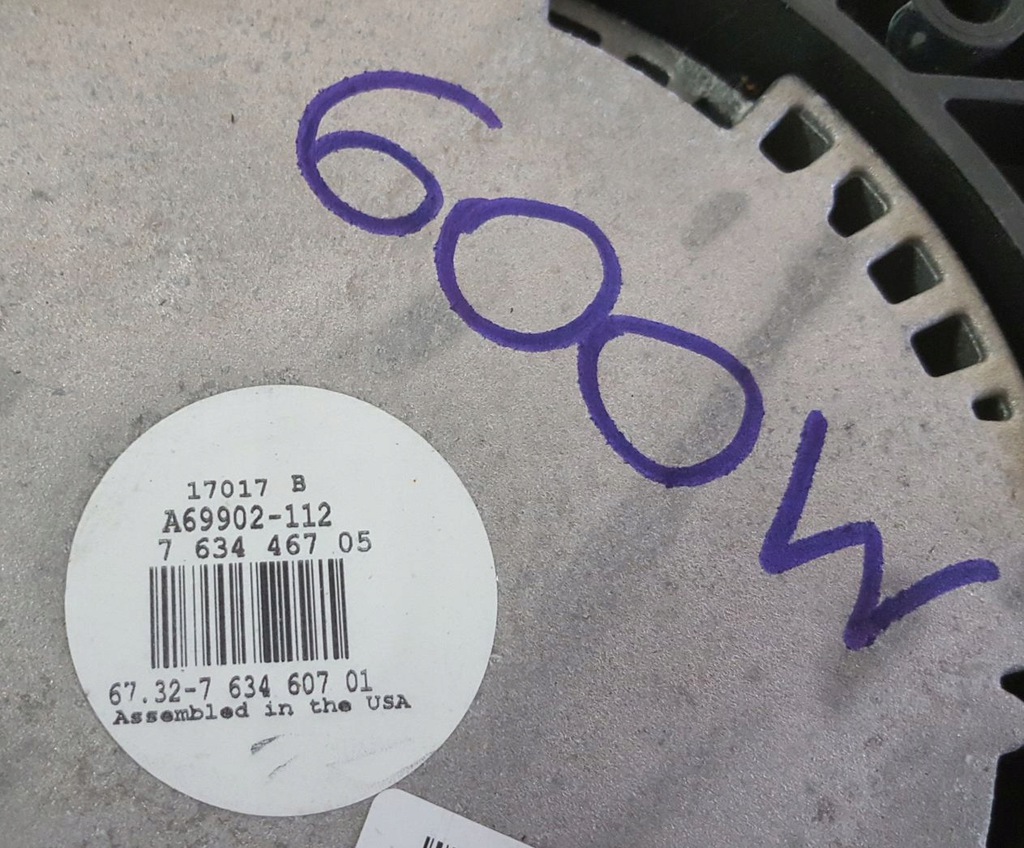 600W
17017 B
A69902-112
7 634 467 05
67.32-7 634 607 01
Assembled in the USA